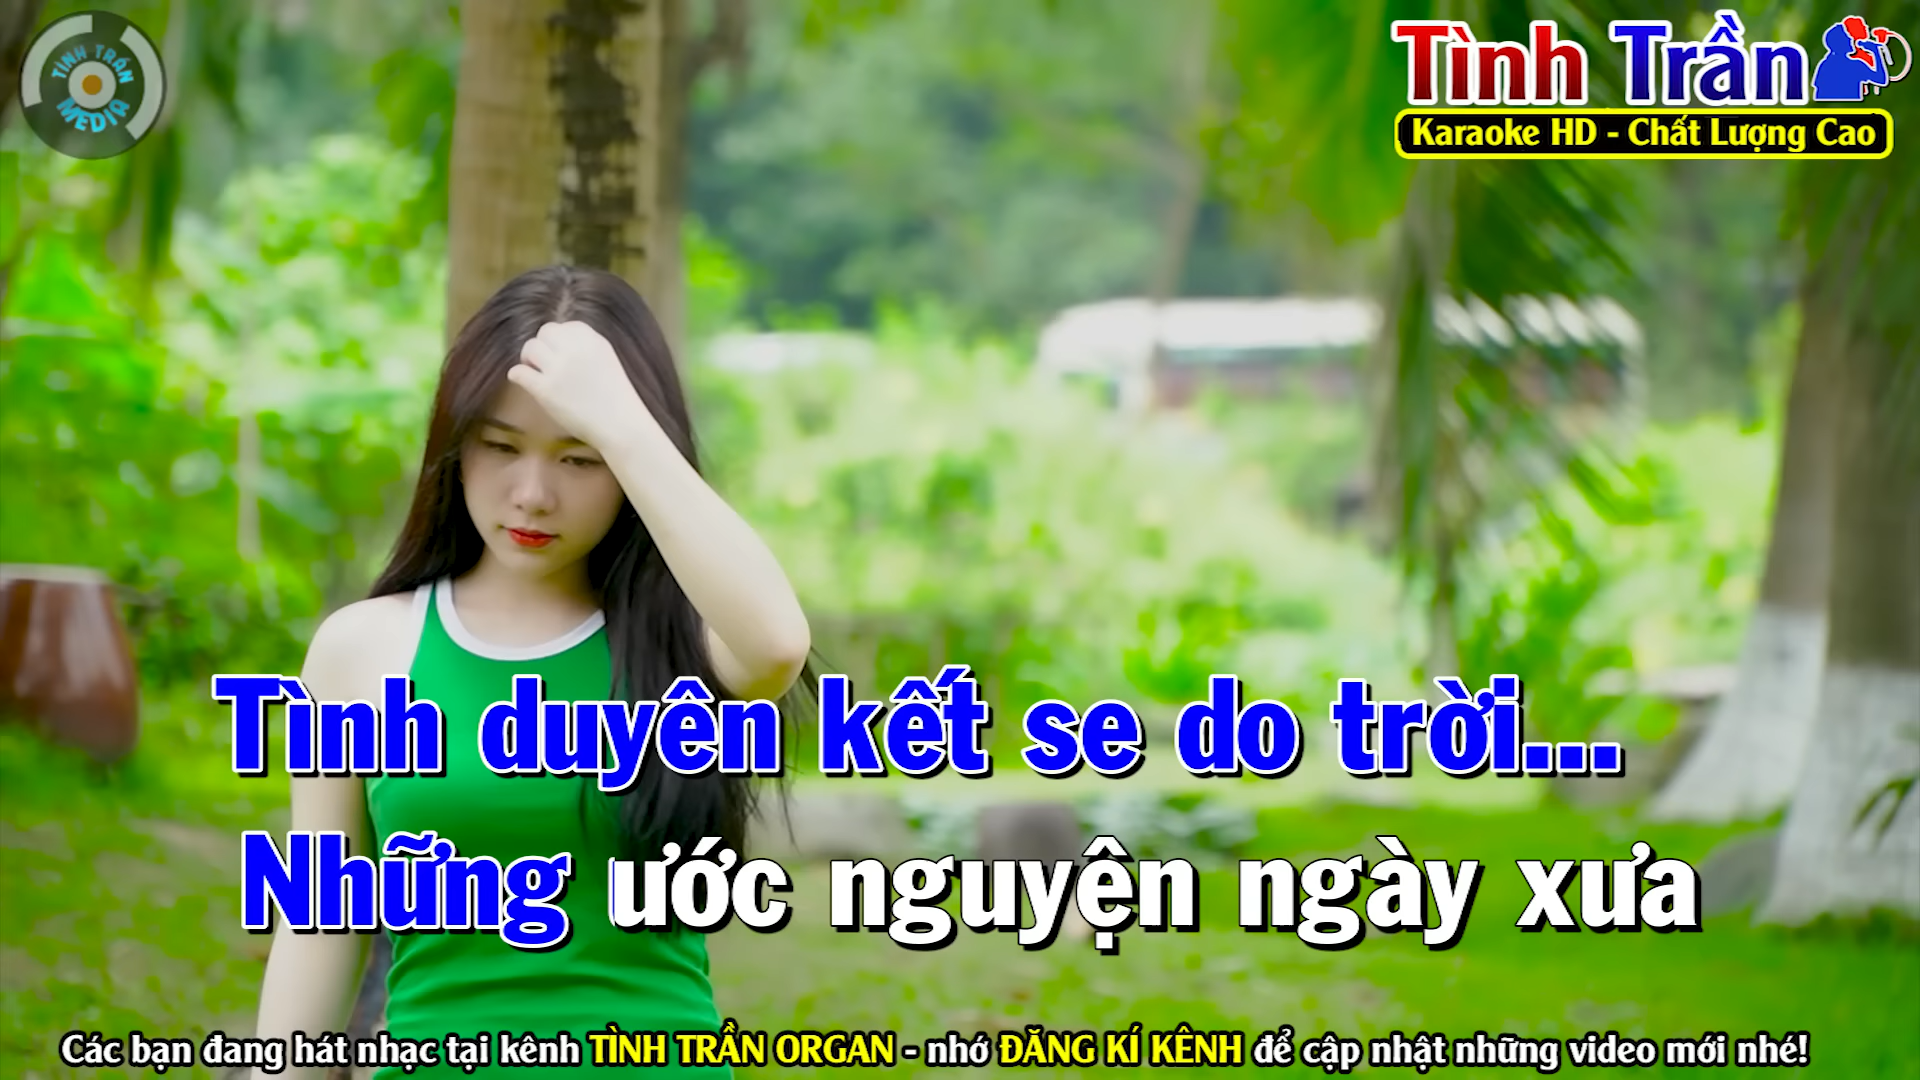 TÌNH TRẦN
MEDIA
Tình Trần
Karaoke HD - Chất Lượng Cao
Tình duyên kết se do trời...
Những ước nguyện ngày xưa
Các bạn đang hát nhạc tại kênh TÌNH TRẦN ORGAN - nhớ ĐĂNG KÍ KÊNH để cập nhật những video mới nhé!